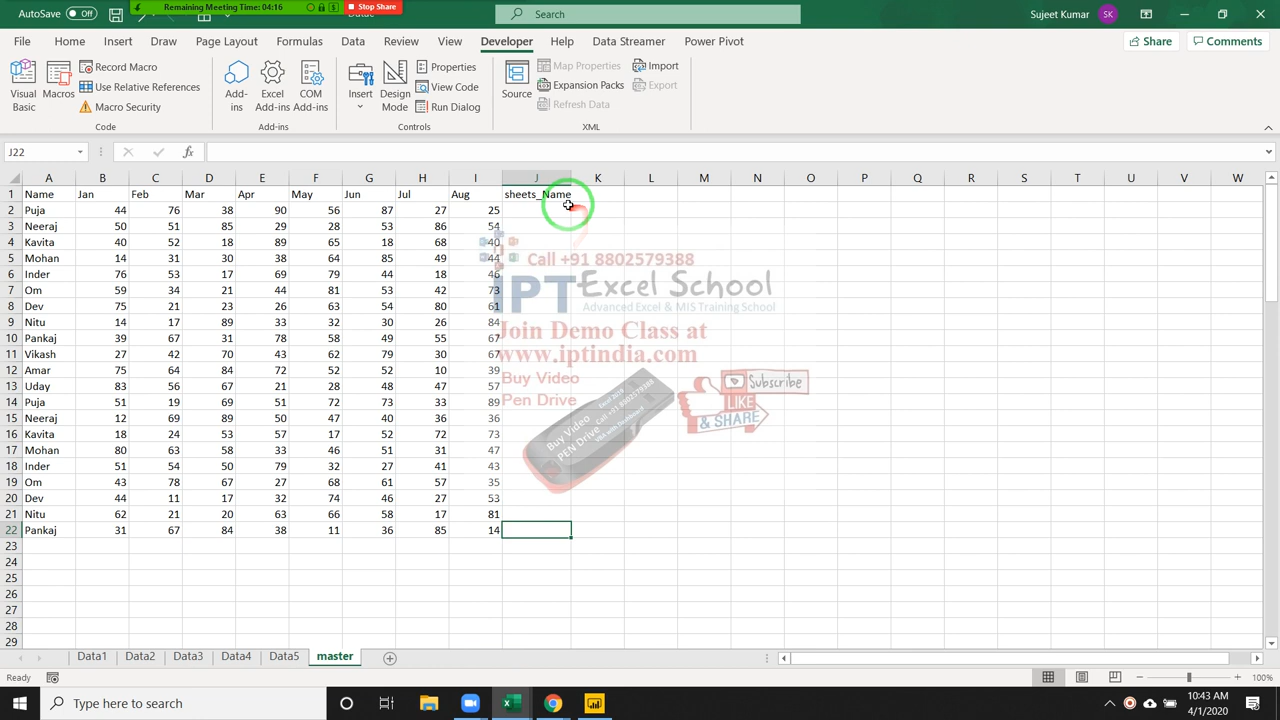 AutoSave Off
Remaining Meeting Time: 04:16
Stop Share
Search
Sujeet Kumar
SK
File Home Insert Draw Page Layout Formulas Data Review View Developer Help Data Streamer Power Pivot
Share
Comments
Visual Basic
Macros
Record Macro
Use Relative References
Macro Security
Code
Add-ins
Excel Add-ins
COM Add-ins
Add-ins
Insert
Design Mode
Properties
View Code
Run Dialog
Controls
Source
Map Properties
Expansion Packs
Refresh Data
Import
Export
XML
J22
fx
A B C D E F G H I J K L M N O P Q R S T U V W
1 Name Jan Feb Mar Apr May Jun Jul Aug sheets_Name
2 Puja 44 76 38 90 56 87 27 25
3 Neeraj 50 51 85 29 28 53 86 54
4 Kavita 40 52 18 89 65 18 68 40
5 Mohan 14 31 30 38 64 85 49 44
6 Inder 76 53 17 69 79 44 18 46
7 Om 59 34 21 44 81 53 42 73
8 Dev 75 21 23 26 63 54 80 61
9 Nitu 14 17 89 33 32 30 26 84
10 Pankaj 39 67 31 78 58 49 55 67
11 Vikash 27 42 70 43 62 79 30 67
12 Amar 75 64 84 72 52 52 10 39
13 Uday 83 56 67 21 28 48 47 57
14 Puja 51 19 69 51 72 73 33 89
15 Neeraj 12 69 89 50 47 40 36 36
16 Kavita 18 24 53 57 17 52 72 73
17 Mohan 80 63 58 33 46 51 31 47
18 Inder 51 54 50 79 32 27 41 43
19 Om 43 78 67 27 68 61 57 35
20 Dev 44 11 17 32 74 46 27 53
21 Nitu 62 21 20 63 66 58 17 81
22 Pankaj 31 67 84 38 11 36 85 14
23
24
25
26
27
28
29
Call +91 8802579388
IPT Excel School
Advanced Excel & MIS Training School
Join Demo Class at
www.iptindia.com
Buy Video
Pen Drive
Buy Video
PEN Drive
Call +91 8802579388
Subscribe
LIKE
& SHARE
Data1 Data2 Data3 Data4 Data5 master
Ready
100%
Type here to search
10:43 AM
4/1/2020